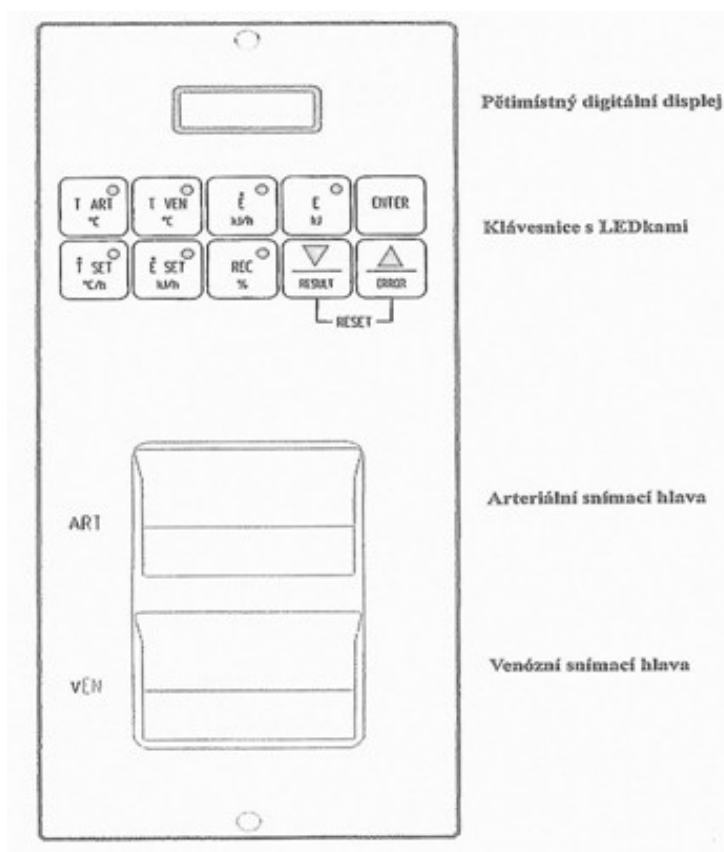 Pětimístný digitální displej
T ART
°C
T VEN
°C
Ė
kJ/h
E
kJ
ENTER
Klávesnice s LEDkami
Ṫ SET
°C/h
Ė SET
kJ/h
REC
%
RESULT
ERROR
RESET
ART
Arteriální snímací hlava
VEN
Venózní snímací hlava